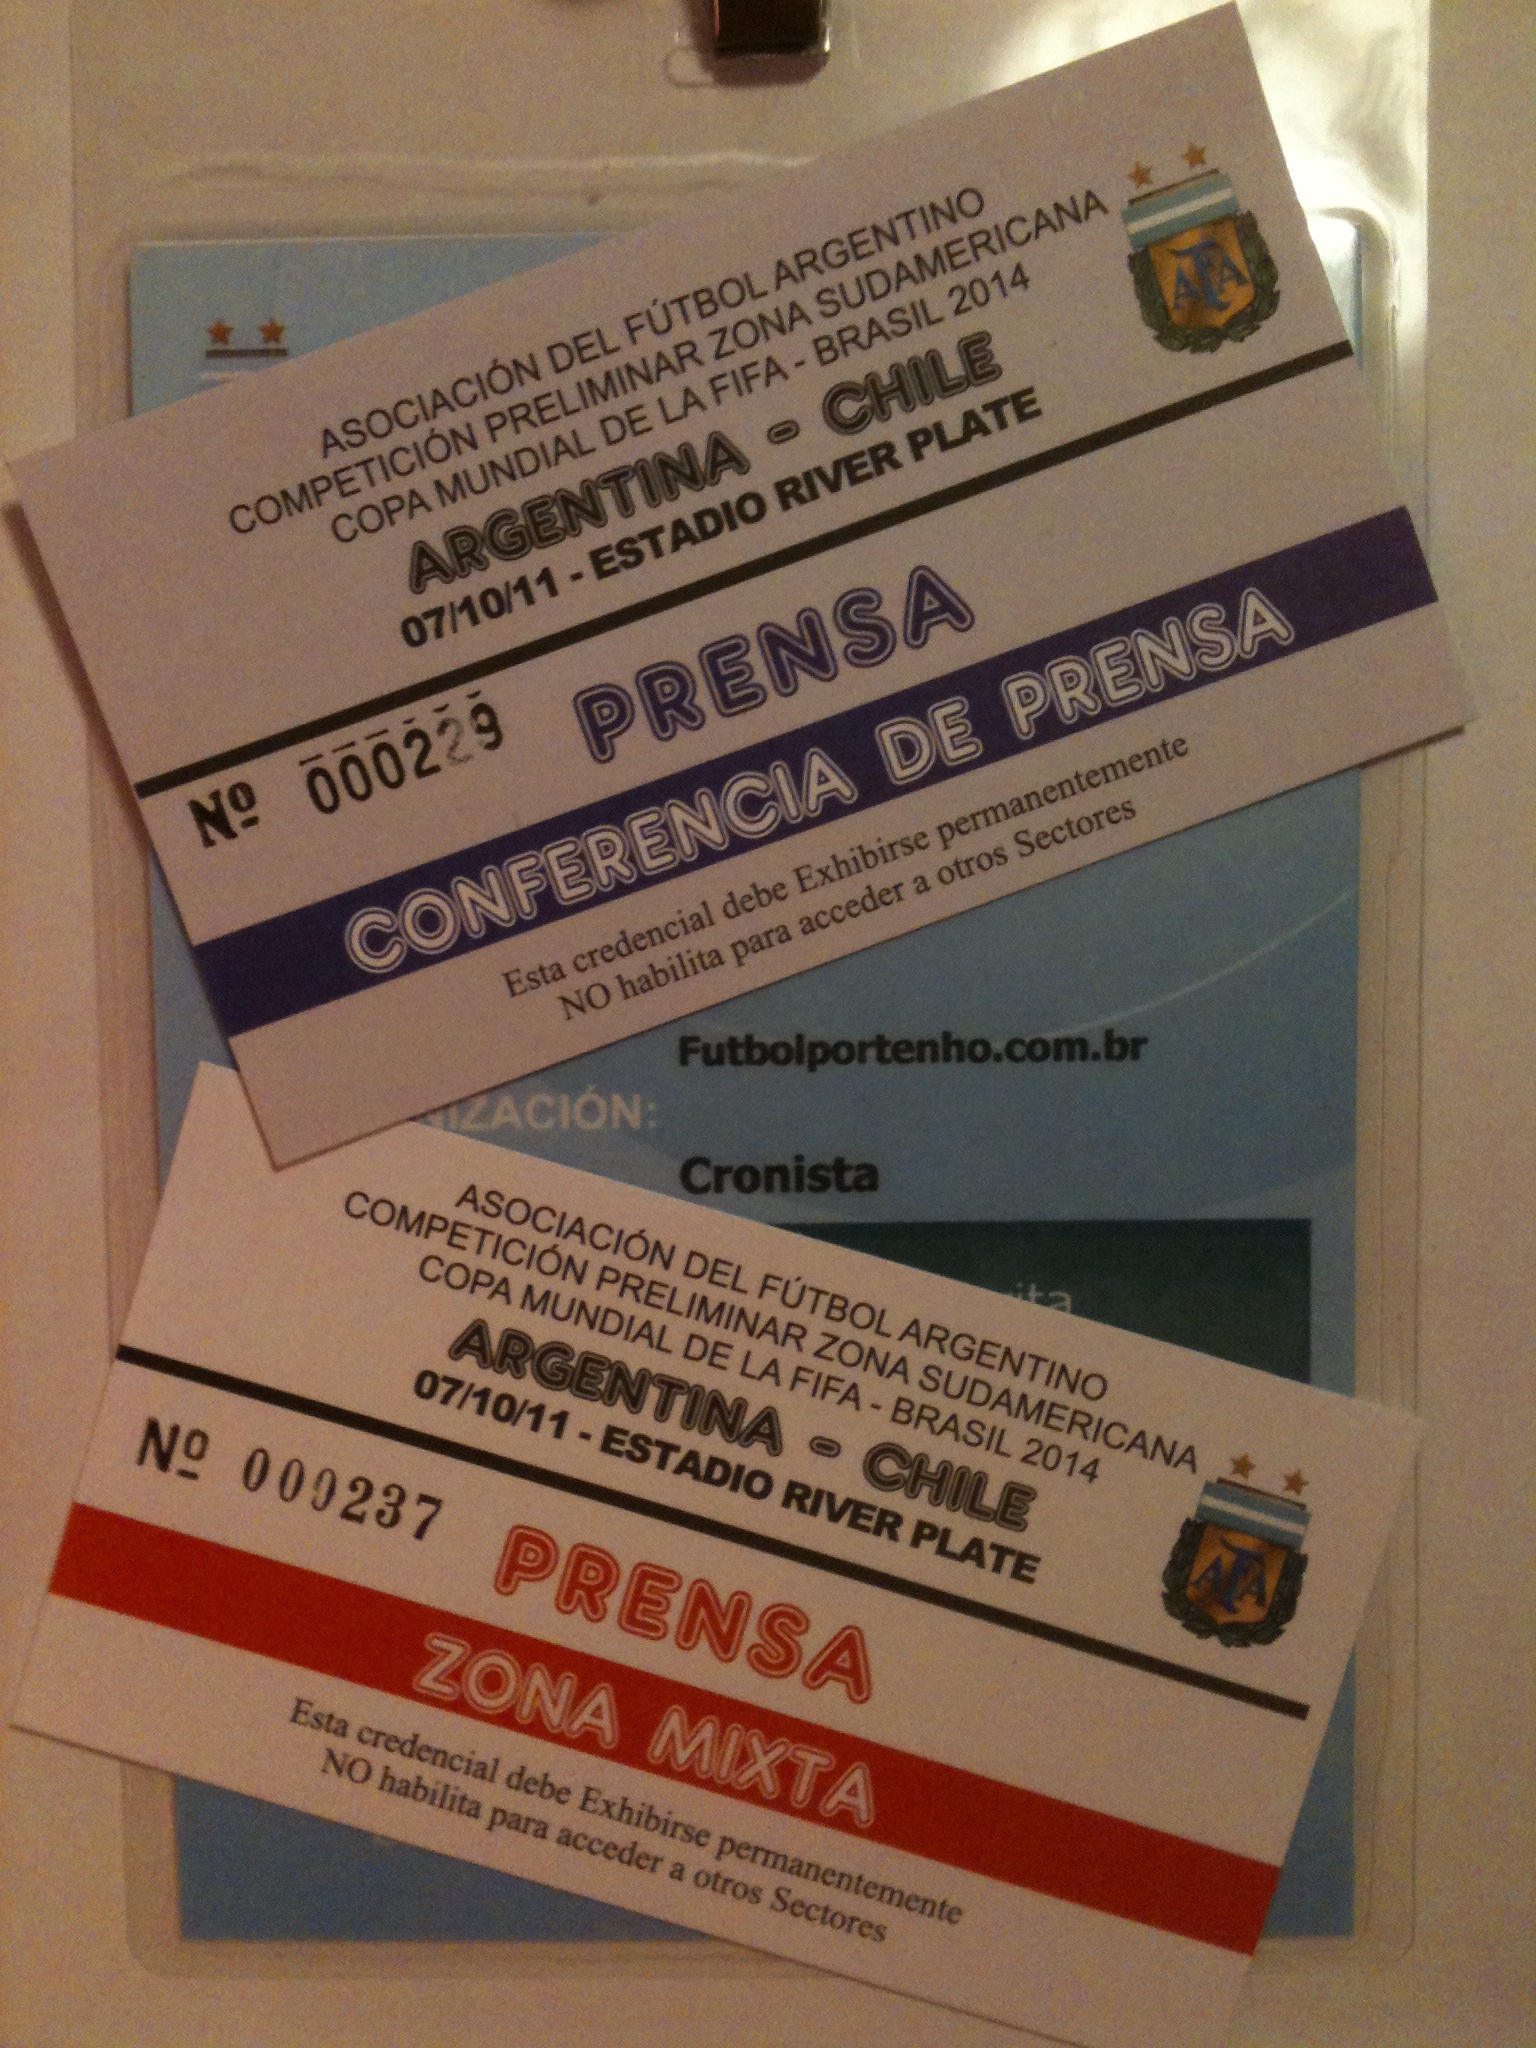 ASOCIACIÓN DEL FÚTBOL ARGENTINO
COMPETICIÓN PRELIMINAR ZONA SUDAMERICANA
COPA MUNDIAL DE LA FIFA - BRASIL 2014
ARGENTINA - CHILE
07/10/11 - ESTADIO RIVER PLATE
AFA
Nº 000229 PRENSA
CONFERENCIA DE PRENSA
Esta credencial debe Exhibirse permanentemente
NO habilita para acceder a otros Sectores
Futbolportenho.com.br
NIZACIÓN:
Cronista
ASOCIACIÓN DEL FÚTBOL ARGENTINO
COMPETICIÓN PRELIMINAR ZONA SUDAMERICANA
COPA MUNDIAL DE LA FIFA - BRASIL 2014
ARGENTINA - CHILE
07/10/11 - ESTADIO RIVER PLATE
AFA
Nº 000237 PRENSA
ZONA MIXTA
Esta credencial debe Exhibirse permanentemente
NO habilita para acceder a otros Sectores